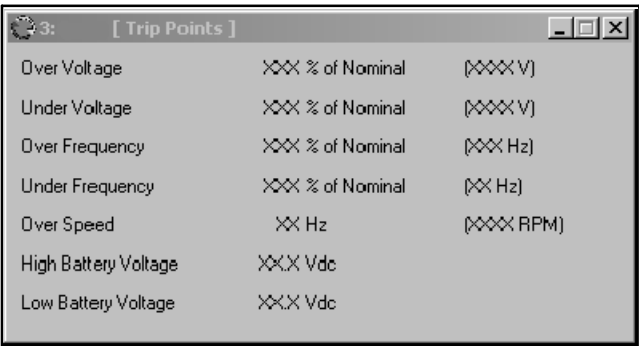 3: [ Trip Points ]
Over Voltage XXX % of Nominal (XXXX V)
Under Voltage XXX % of Nominal (XXXX V)
Over Frequency XXX % of Nominal (XXX Hz)
Under Frequency XXX % of Nominal (XX Hz)
Over Speed XX Hz (XXXX RPM)
High Battery Voltage XX.X Vdc
Low Battery Voltage XX.X Vdc